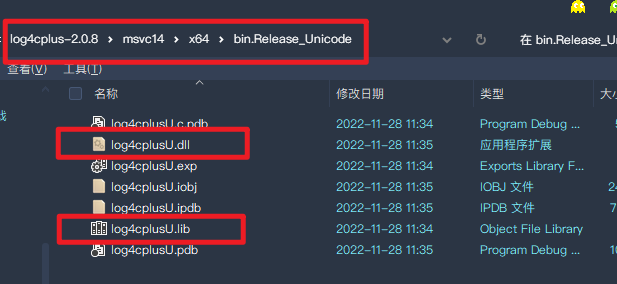 log4cplus-2.0.8 > msvc14 > x64 > bin.Release_Unicode 在 bin.Release_Un
查看(V) 工具(T)
名称 修改日期 类型 大小
log4cplusU.c.pdb 2022-11-28 11:34 Program Debug ...
log4cplusU.dll 2022-11-28 11:35 应用程序扩展
log4cplusU.exp 2022-11-28 11:34 Exports Library F...
log4cplusU.iobj 2022-11-28 11:35 IOBJ 文件 24
log4cplusU.ipdb 2022-11-28 11:35 IPDB 文件 7
log4cplusU.lib 2022-11-28 11:34 Object File Library
log4cplusU.pdb 2022-11-28 11:35 Program Debug ...